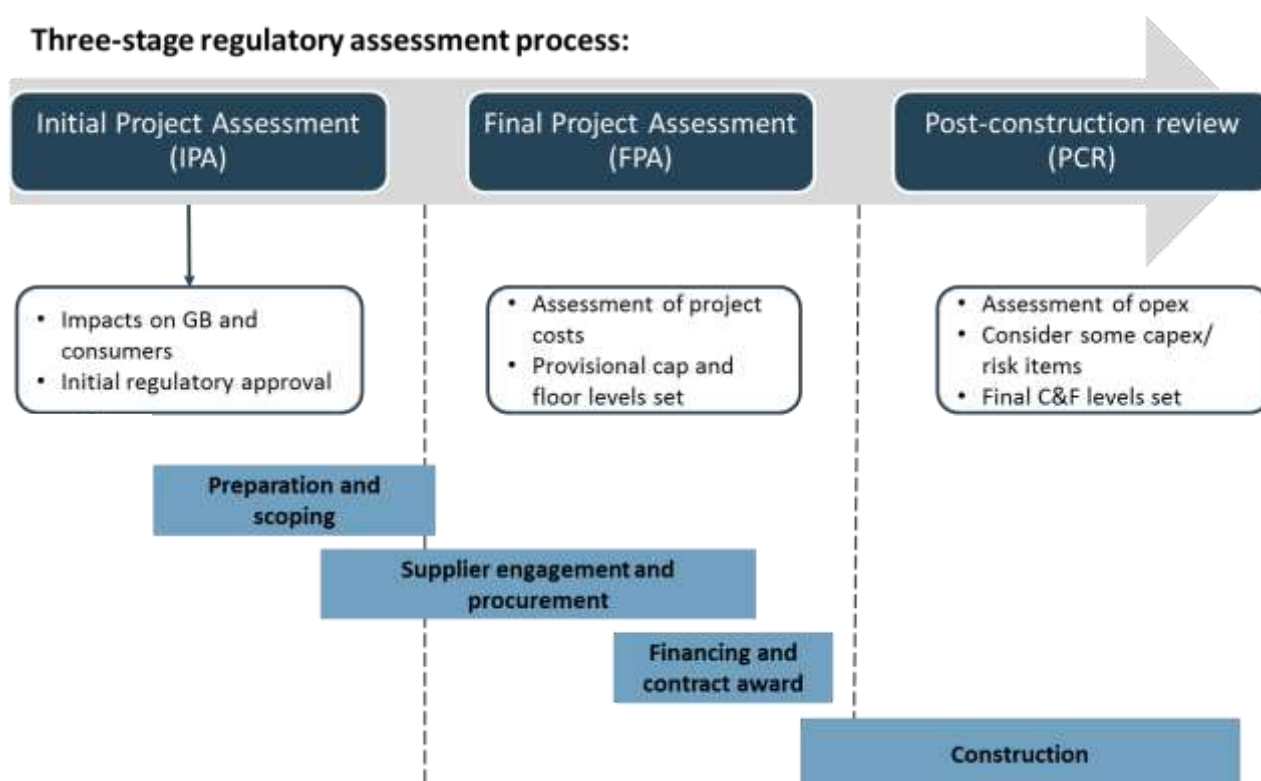 Three-stage regulatory assessment process:
Initial Project Assessment
(IPA)
Final Project Assessment
(FPA)
Post-construction review
(PCR)
• Impacts on GB and
consumers
• Initial regulatory approval
• Assessment of project
costs
• Provisional cap and
floor levels set
• Assessment of opex
• Consider some capex/
risk items
• Final C&F levels set
Preparation and
scoping
Supplier engagement and
procurement
Financing and
contract award
Construction